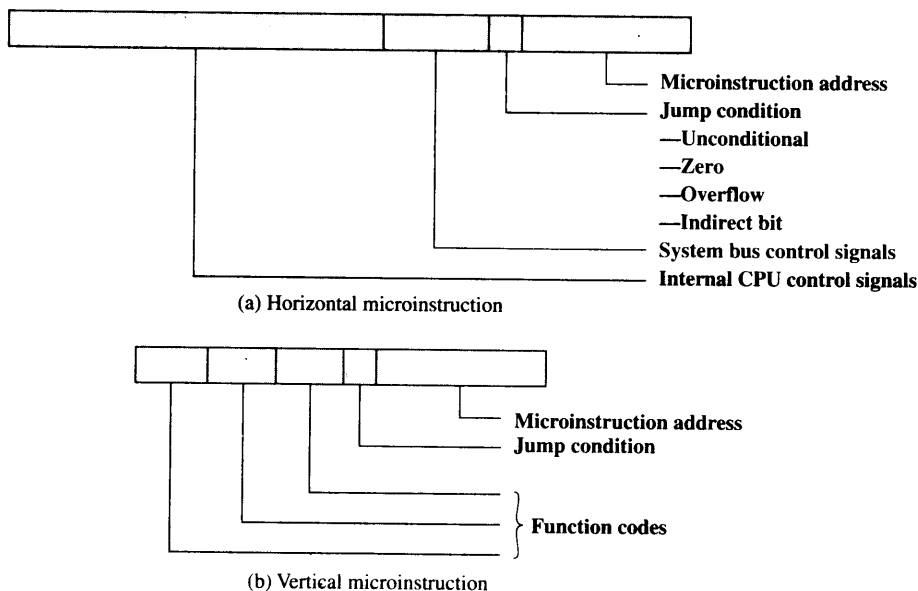 Microinstruction address
Jump condition
—Unconditional
—Zero
—Overflow
—Indirect bit
System bus control signals
Internal CPU control signals
(a) Horizontal microinstruction
Microinstruction address
Jump condition
Function codes
(b) Vertical microinstruction